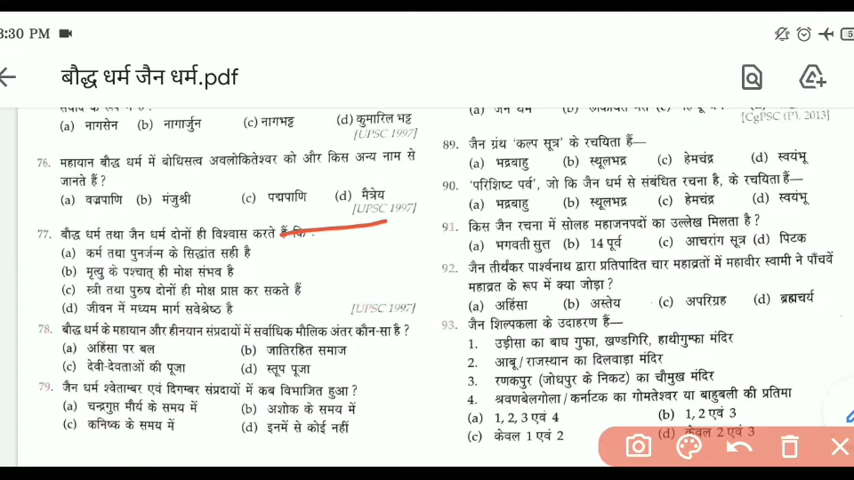 3:30 PM
बौद्ध धर्म जैन धर्म.pdf
(a) नागसेन (b) नागार्जुन (c) नागभट्ट (d) कुमारिल भट्ट
[UPSC 1997]
76. महायान बौद्ध धर्म में बोधिसत्व अवलोकितेश्वर को और किस अन्य नाम से
जानते हैं ?
(a) वज्रपाणि (b) मंजुश्री (c) पद्मपाणि (d) मैत्रेय
[UPSC 1997]
77. बौद्ध धर्म तथा जैन धर्म दोनों ही विश्वास करते हैं कि
(a) कर्म तथा पुनर्जन्म के सिद्धांत सही है
(b) मृत्यु के पश्चात् ही मोक्ष संभव है
(c) स्त्री तथा पुरुष दोनों ही मोक्ष प्राप्त कर सकते हैं
(d) जीवन में मध्यम मार्ग सर्वश्रेष्ठ है [UPSC 1997]
78. बौद्ध धर्म के महायान और हीनयान संप्रदायों में सर्वाधिक मौलिक अंतर कौन-सा है ?
(a) अहिंसा पर बल (b) जातिरहित समाज
(c) देवी-देवताओं की पूजा (d) स्तूप पूजा
79. जैन धर्म श्वेताम्बर एवं दिगम्बर संप्रदायों में कब विभाजित हुआ ?
(a) चन्द्रगुप्त मौर्य के समय में (b) अशोक के समय में
(c) कनिष्क के समय में (d) इनमें से कोई नहीं
(a) जैन धर्म (b) (c)
[CgPSC (Pt. 2013]
89. जैन ग्रंथ 'कल्प सूत्र' के रचयिता हैं—
(a) भद्रबाहु (b) स्थूलभद्र (c) हेमचंद्र (d) स्वयंभू
90. 'परिशिष्ट पर्व', जो कि जैन धर्म से संबंधित रचना है, के रचयिता हैं—
(a) भद्रबाहु (b) स्थूलभद्र (c) हेमचंद्र (d) स्वयंभू
91. किस जैन रचना में सोलह महाजनपदों का उल्लेख मिलता है ?
(a) भगवती सुत्त (b) 14 पूर्व (c) आचरांग सूत्र (d) पिटक
92. जैन तीर्थंकर पार्श्वनाथ द्वारा प्रतिपादित चार महाव्रतों में महावीर स्वामी ने पाँचवें
महाव्रत के रूप में क्या जोड़ा ?
(a) अहिंसा (b) अस्तेय (c) अपरिग्रह (d) ब्रह्मचर्य
93. जैन शिल्पकला के उदाहरण हैं—
1. उड़ीसा का बाघ गुफा, खण्डगिरि, हाथीगुम्फा मंदिर
2. आबू / राजस्थान का दिलवाड़ा मंदिर
3. रणकपुर (जोधपुर के निकट) का चौमुख मंदिर
4. श्रवणबेलगोला / कर्नाटक का गोमतेश्वर या बाहुबली की प्रतिमा
(a) 1, 2, 3 एवं 4 (b) 1, 2 एवं 3
(c) केवल 1 एवं 2 (d) केवल 2 एवं 3